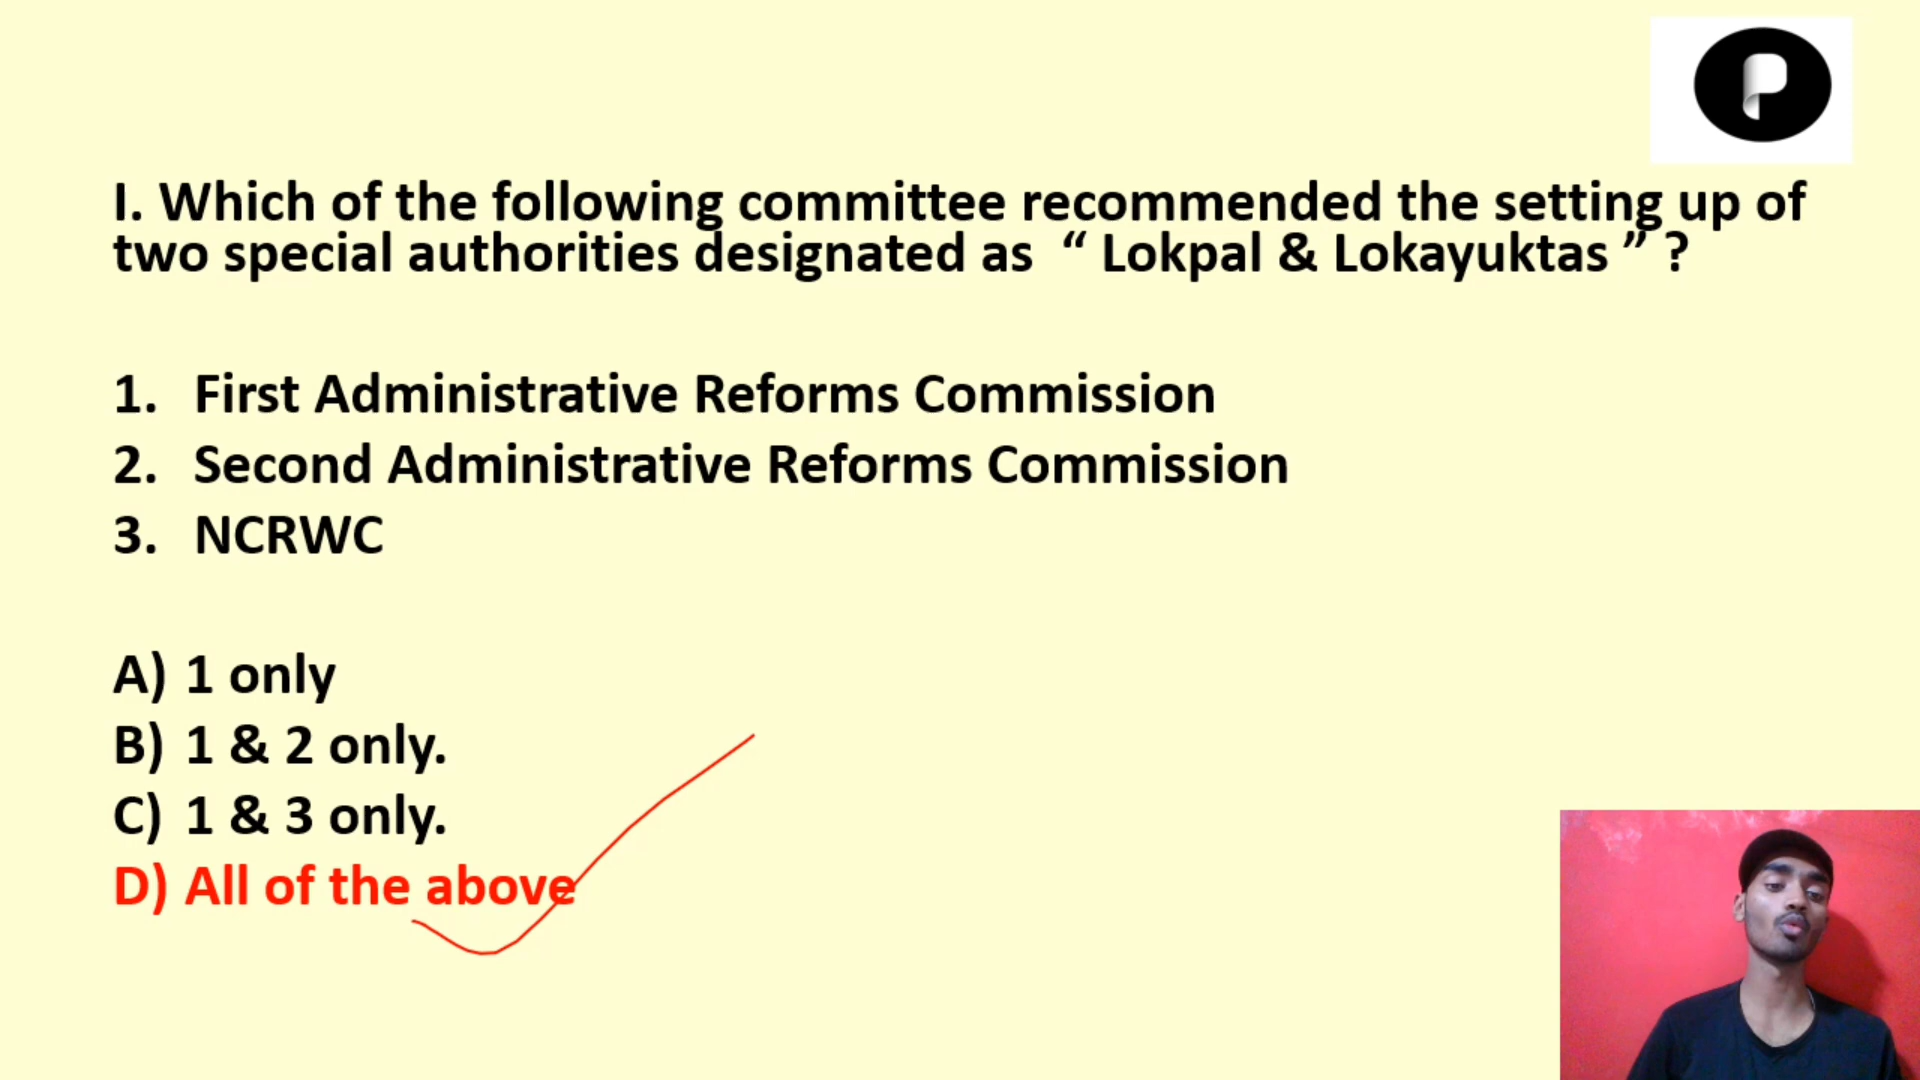 I. Which of the following committee recommended the setting up of
two special authorities designated as “ Lokpal & Lokayuktas ” ?
1. First Administrative Reforms Commission
2. Second Administrative Reforms Commission
3. NCRWC
A) 1 only
B) 1 & 2 only.
C) 1 & 3 only.
D) All of the above
P